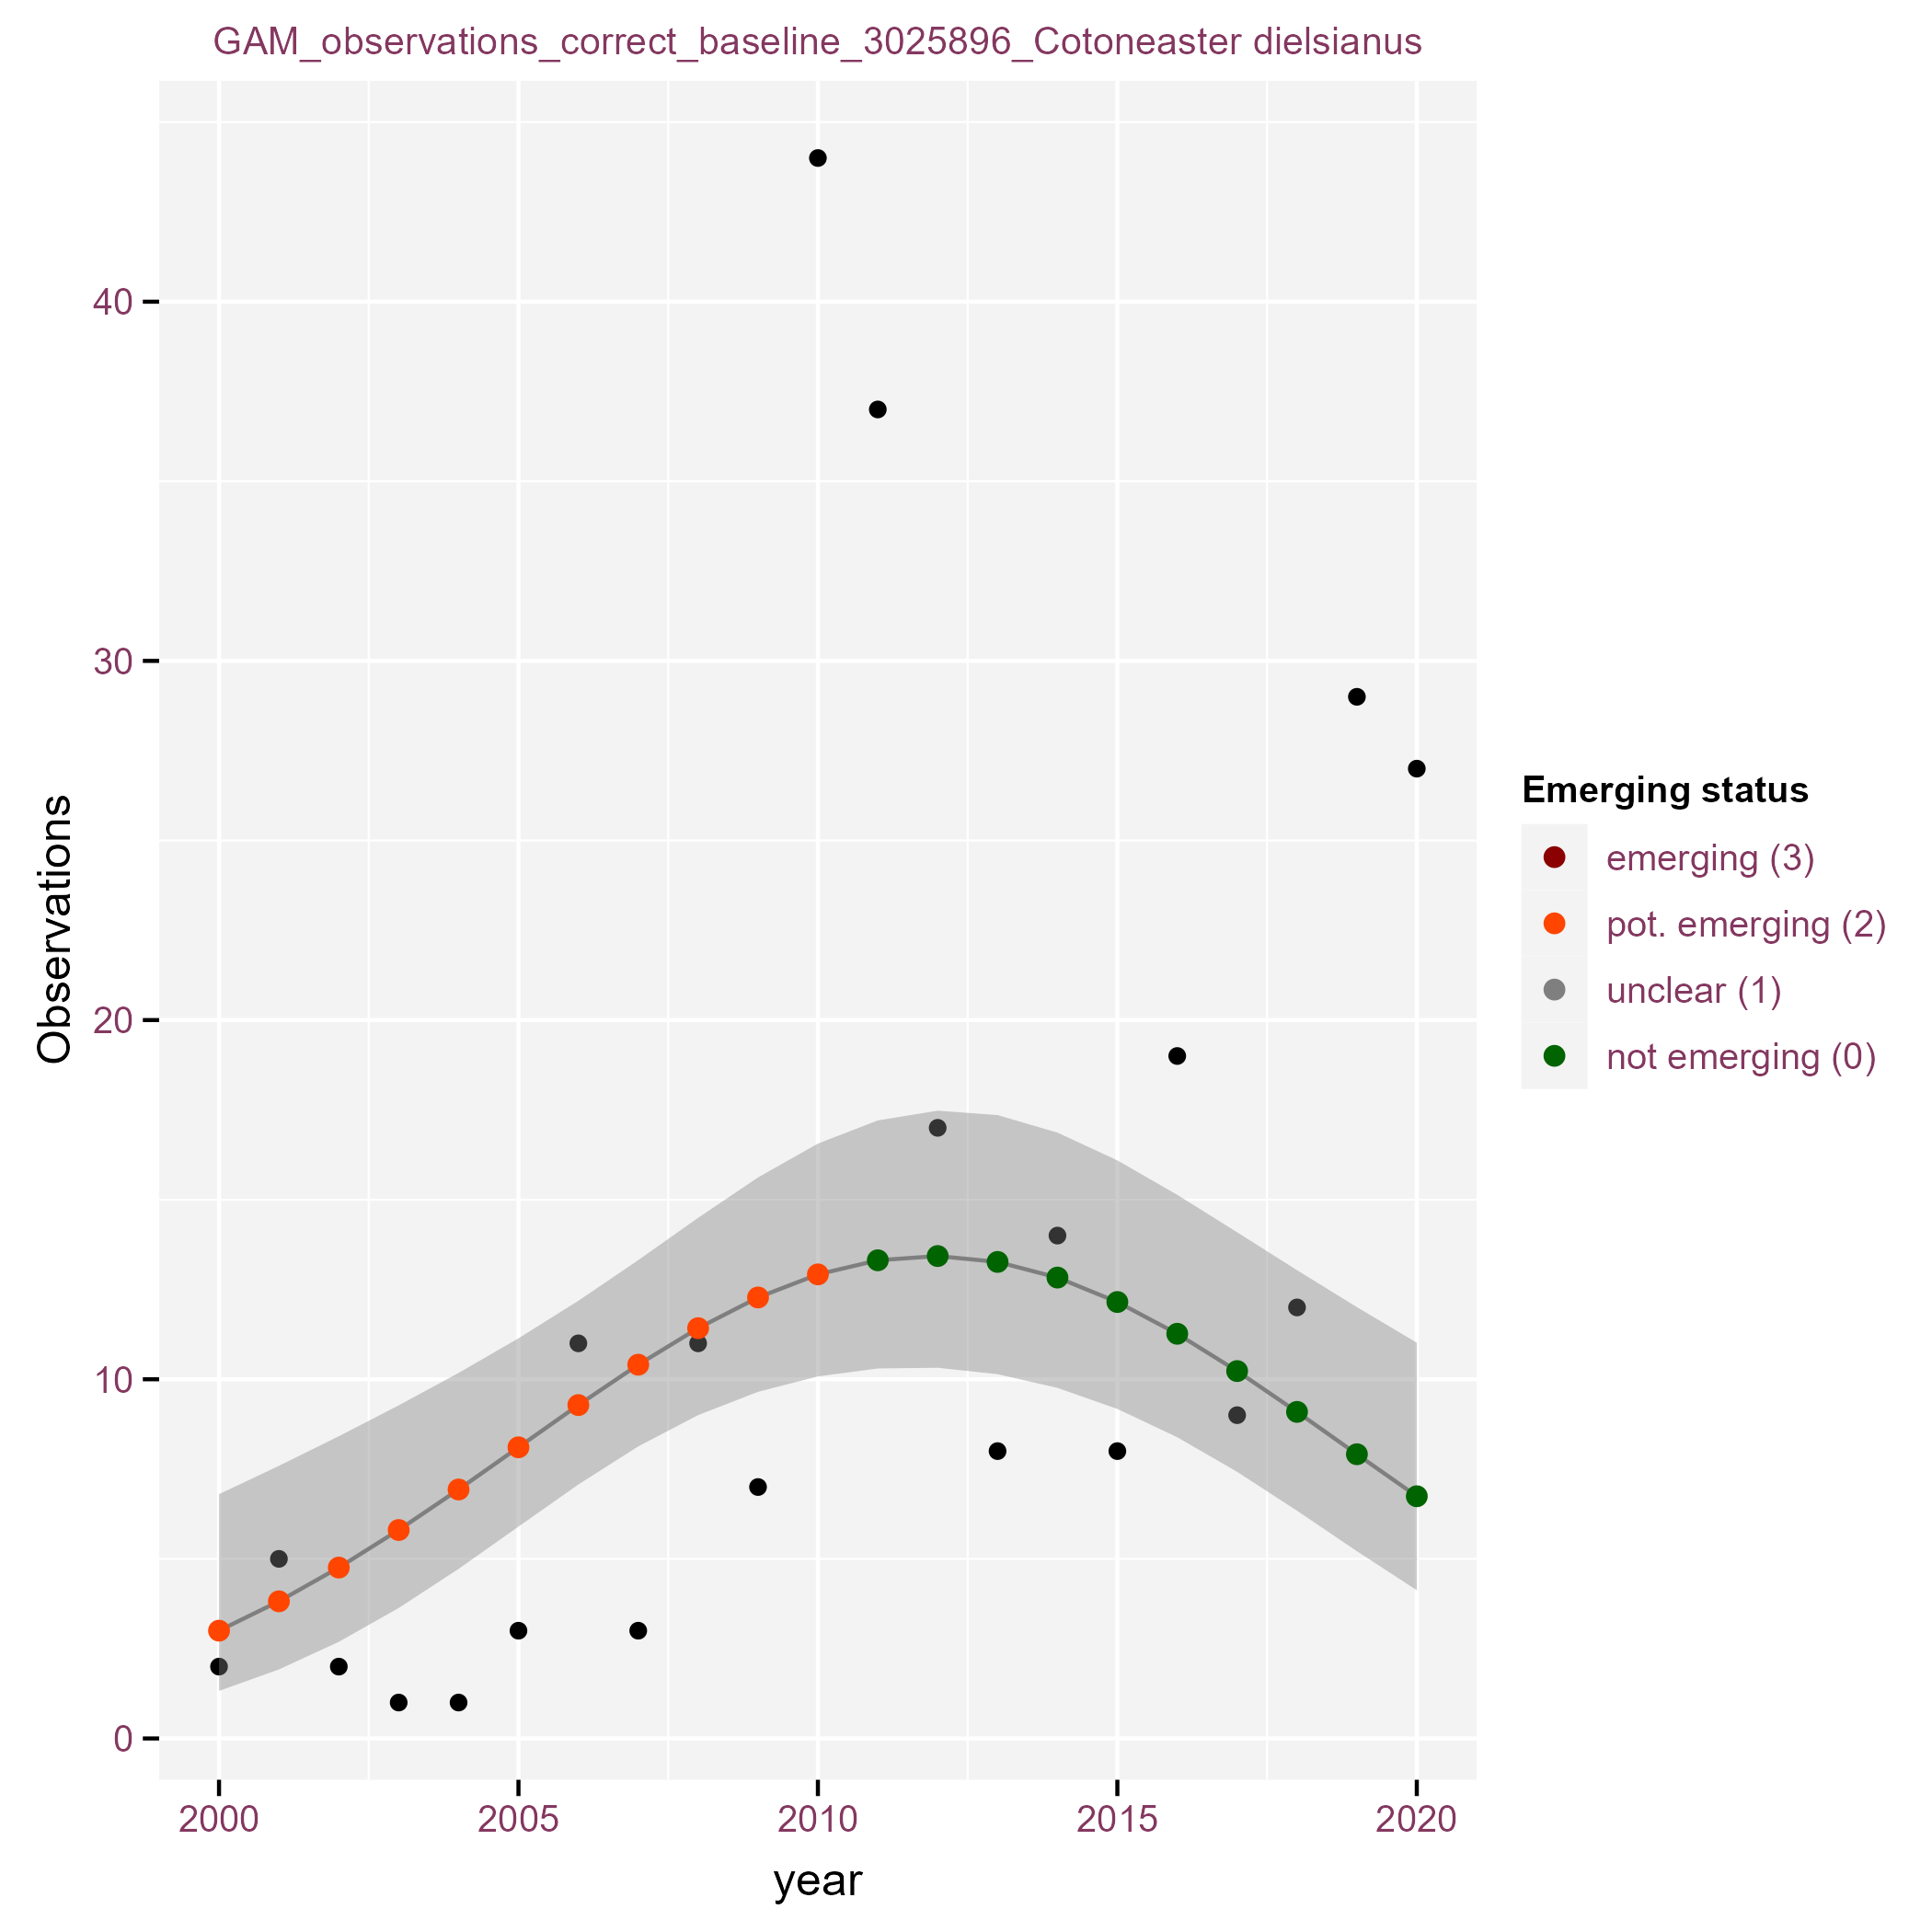 GAM_observations_correct_baseline_3025896_Cotoneaster dielsianus
Observations
40
30
20
10
0
2000
2005
2010
2015
2020
year
Emerging status
emerging (3)
pot. emerging (2)
unclear (1)
not emerging (0)